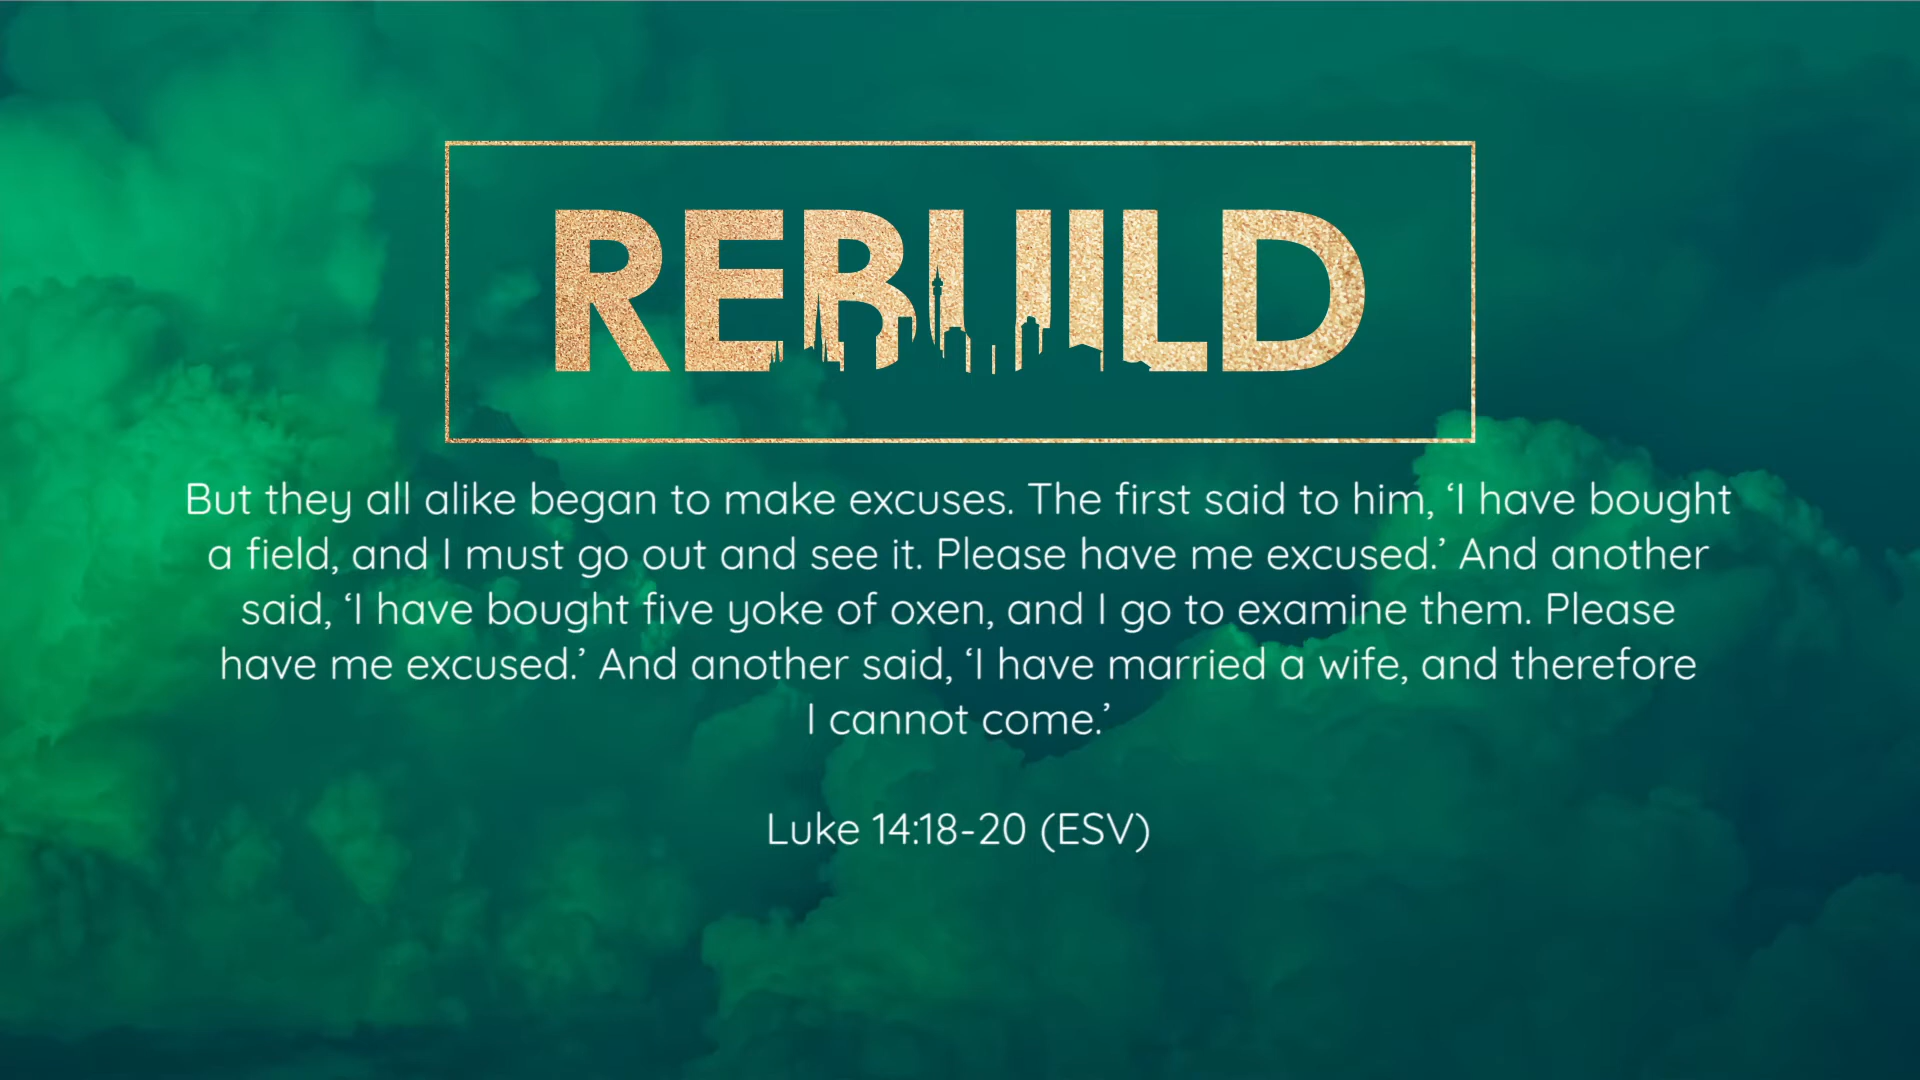 REBUILD
But they all alike began to make excuses. The first said to him, ‘I have bought
a field, and I must go out and see it. Please have me excused.’ And another
said, ‘I have bought five yoke of oxen, and I go to examine them. Please
have me excused.’ And another said, ‘I have married a wife, and therefore
I cannot come.’
Luke 14:18-20 (ESV)